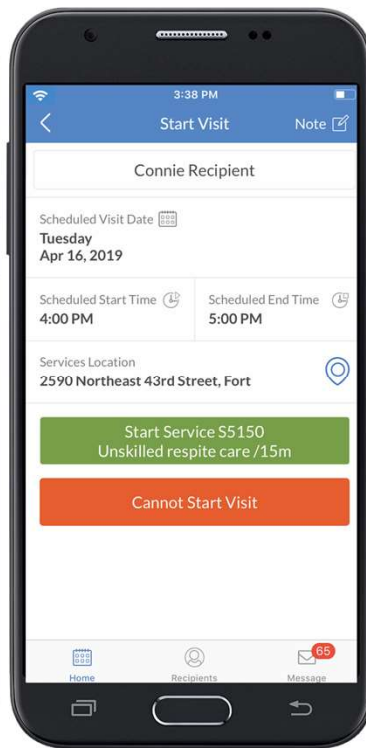 3:38 PM
Start Visit
Note
Connie Recipient
Scheduled Visit Date
Tuesday
Apr 16, 2019
Scheduled Start Time
Scheduled End Time
4:00 PM
5:00 PM
Services Location
2590 Northeast 43rd Street, Fort
Start Service S5150
Unskilled respite care /15m
Cannot Start Visit
65
Home
Recipients
Message